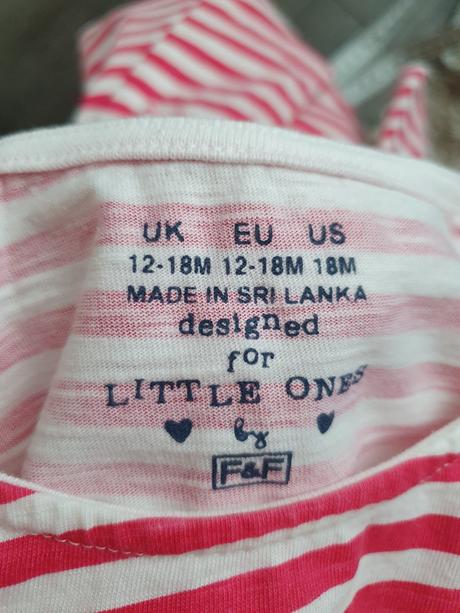 UK EU US
12-18M 12-18M 18M
MADE IN SRI LANKA
designed
for
LITTLE ONES
by
F&F